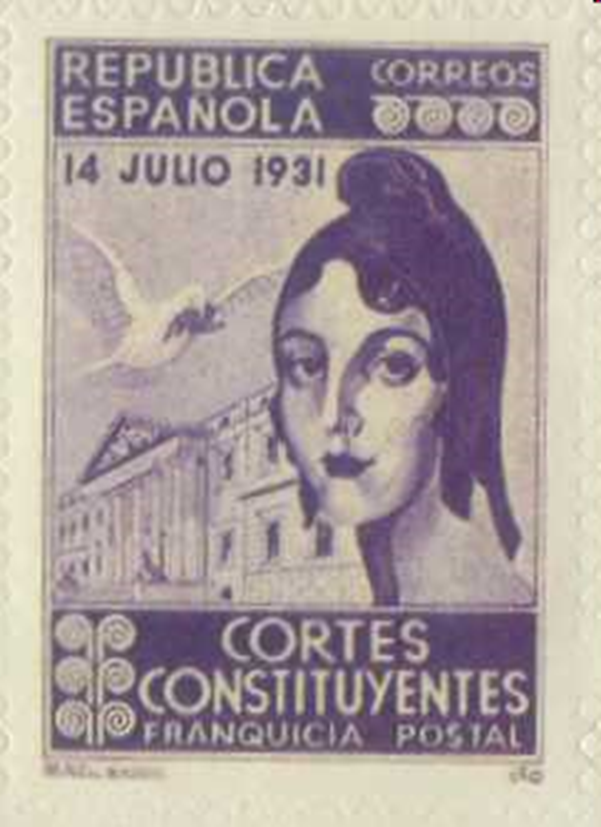 REPUBLICA
ESPAÑOLA
CORREOS
14 JULIO 1931
CORTES
CONSTITUYENTES
FRANQUICIA POSTAL